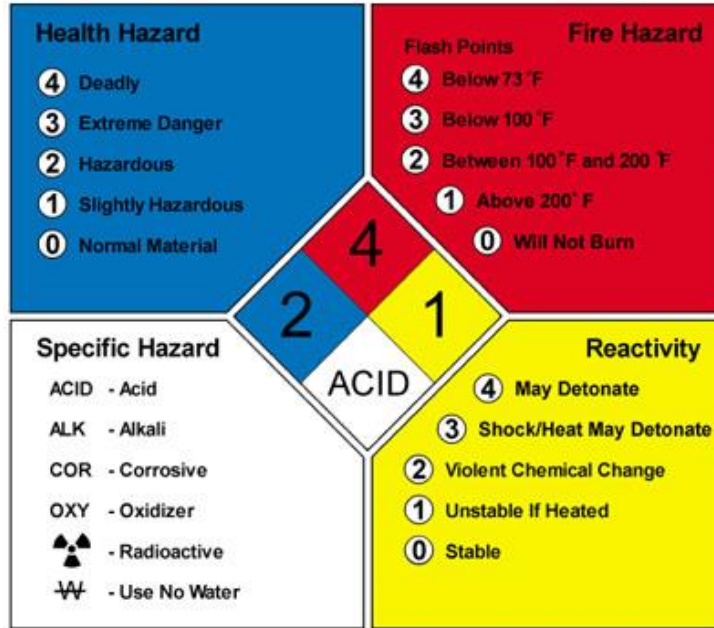 Health Hazard
4 Deadly
3 Extreme Danger
2 Hazardous
1 Slightly Hazardous
0 Normal Material
Fire Hazard
Flash Points
4 Below 73°F
3 Below 100°F
2 Between 100°F and 200°F
1 Above 200°F
0 Will Not Burn
4
2
1
ACID
Specific Hazard
ACID - Acid
ALK - Alkali
COR - Corrosive
OXY - Oxidizer
- Radioactive
W - Use No Water
Reactivity
4 May Detonate
3 Shock/Heat May Detonate
2 Violent Chemical Change
1 Unstable If Heated
0 Stable